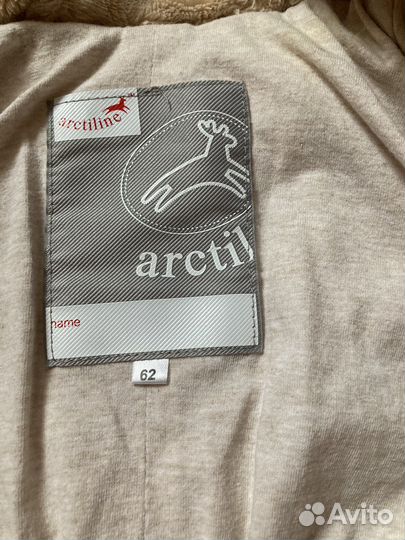 arctiline
arctil
name
62
Avito